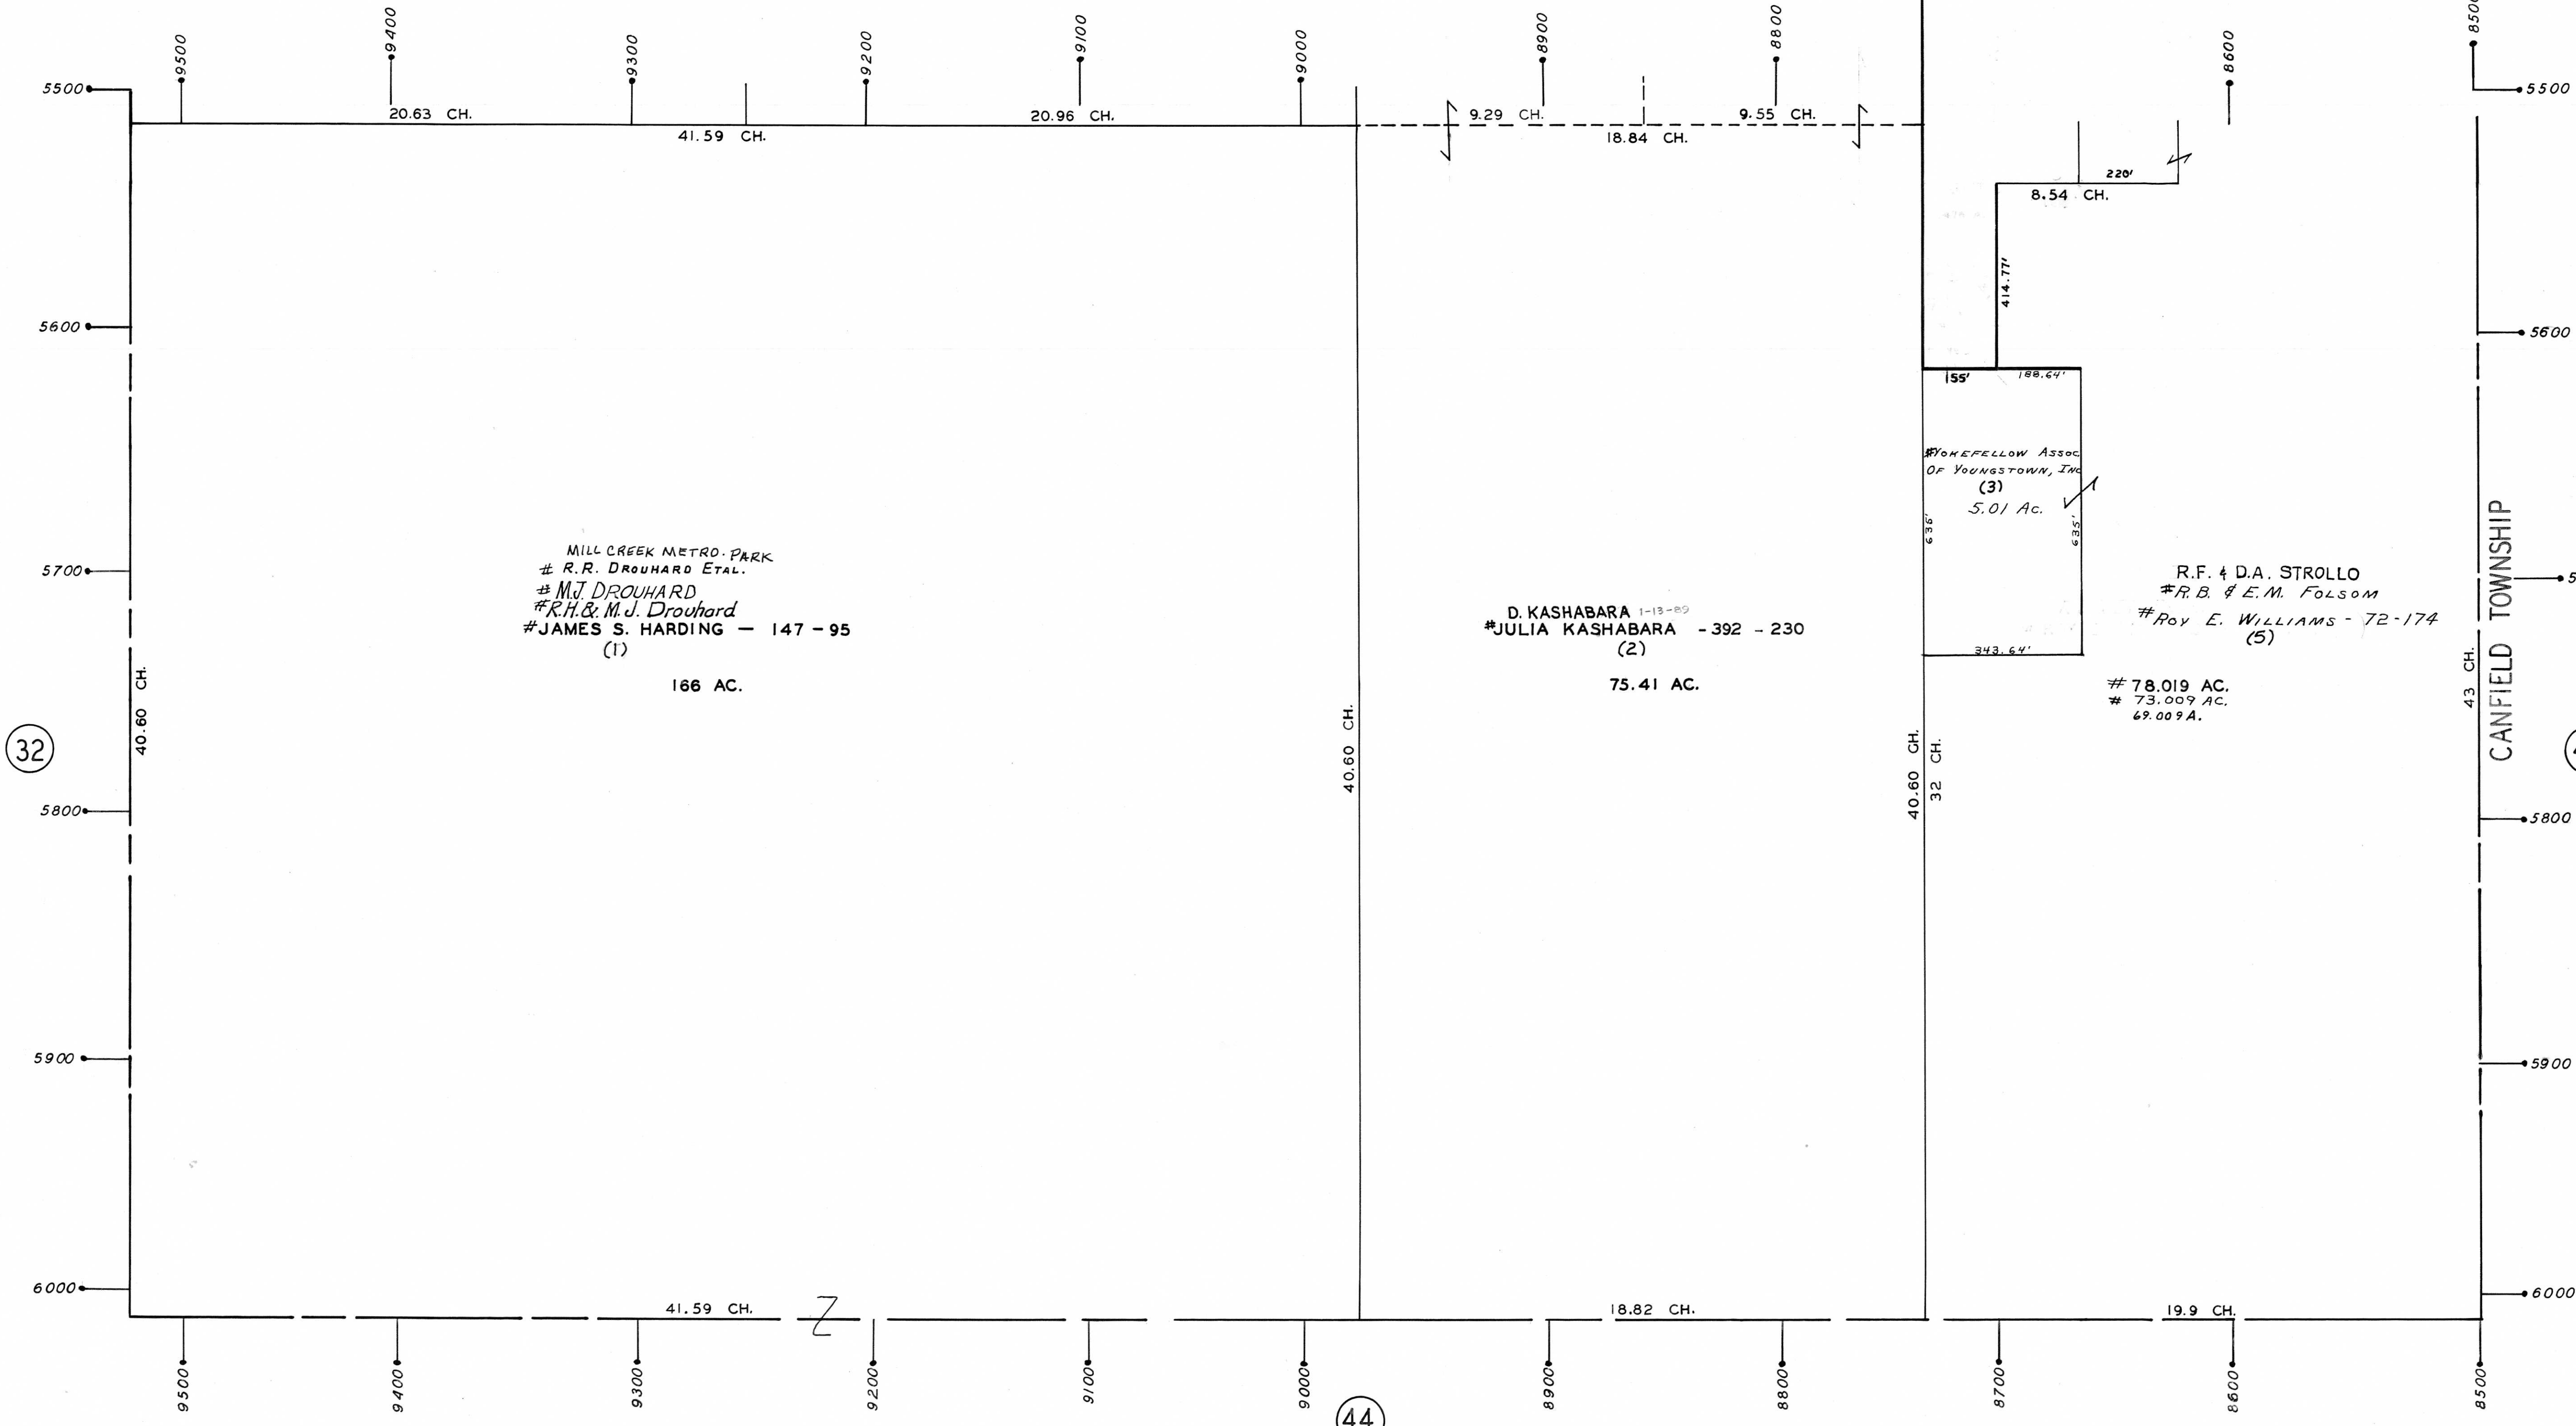 9500
9400
9300
9200
9100
9000
8900
8800
8600
8500
5500
5500
20.63 CH.
20.96 CH.
9.29 CH.
9.55 CH.
41.59 CH.
18.84 CH.
220'
8.54 CH.
414.77'
5600
5600
155'
188.64'
#YOKEFELLOW ASSOC
OF YOUNGSTOWN, INC
(3)
5.01 Ac.
635'
635'
343.64'
5700
MILL CREEK METRO. PARK
# R.R. DROUHARD ETAL.
# M.J. DROUHARD
#R.H.& M.J. Drouhard
#JAMES S. HARDING — 147 - 95
(1)
166 AC.
D. KASHABARA 1-13-89
#JULIA KASHABARA - 392 - 230
(2)
75.41 AC.
R.F. & D.A. STROLLO
#R.B. & E.M. FOLSOM
#ROY E. WILLIAMS - 72-174
(5)
# 78.019 AC.
# 73.009 AC.
69.009 A.
CANFIELD TOWNSHIP
43 CH.
32
40.60 CH.
40.60 CH.
40.60 CH.
32 CH.
5800
5800
5900
5900
6000
6000
41.59 CH.
18.82 CH.
19.9 CH.
9500
9400
9300
9200
9100
9000
8900
8800
8700
8600
8500
44